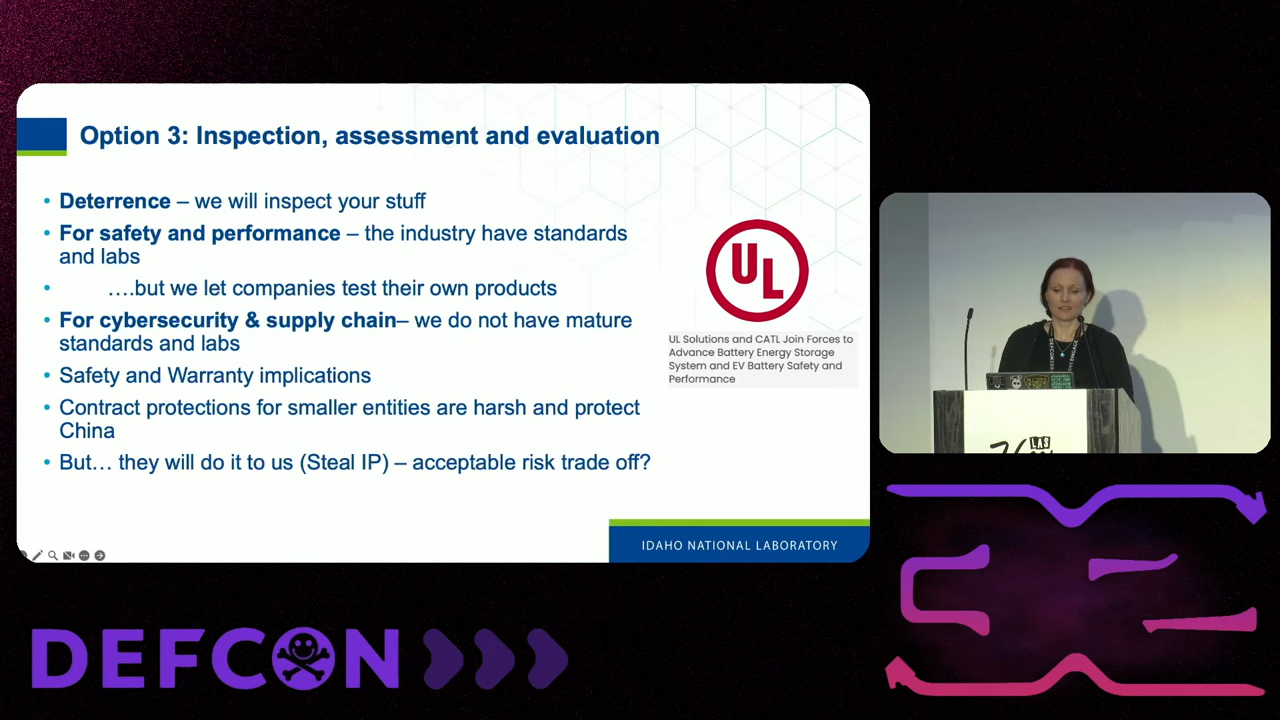 Option 3: Inspection, assessment and evaluation
• Deterrence – we will inspect your stuff
• For safety and performance – the industry have standards
and labs
• ….but we let companies test their own products
• For cybersecurity & supply chain– we do not have mature
standards and labs
• Safety and Warranty implications
• Contract protections for smaller entities are harsh and protect
China
• But… they will do it to us (Steal IP) – acceptable risk trade off?
UL
UL Solutions and CATL Join Forces to
Advance Battery Energy Storage
System and EV Battery Safety and
Performance
IDAHO NATIONAL LABORATORY
LAS
DEFCON